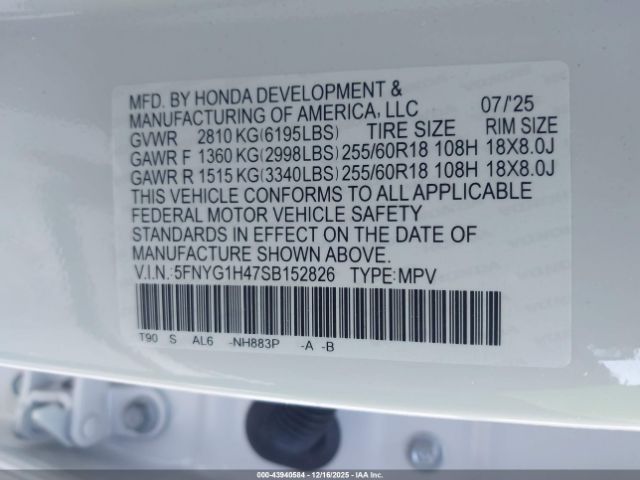 MFD. BY HONDA DEVELOPMENT &
MANUFACTURING OF AMERICA, LLC 07/'25
GVWR 2810 KG(6195LBS) TIRE SIZE RIM SIZE
GAWR F 1360 KG(2998LBS) 255/60R18 108H 18X8.0J
GAWR R 1515 KG(3340LBS) 255/60R18 108H 18X8.0J
THIS VEHICLE CONFORMS TO ALL APPLICABLE
FEDERAL MOTOR VEHICLE SAFETY
STANDARDS IN EFFECT ON THE DATE OF
MANUFACTURE SHOWN ABOVE.
V.I.N.:5FNYG1H47SB152826 TYPE:MPV
T90 S AL6 -NH883P -A -B
000-43940584 - 12/16/2025 - IAA Inc.